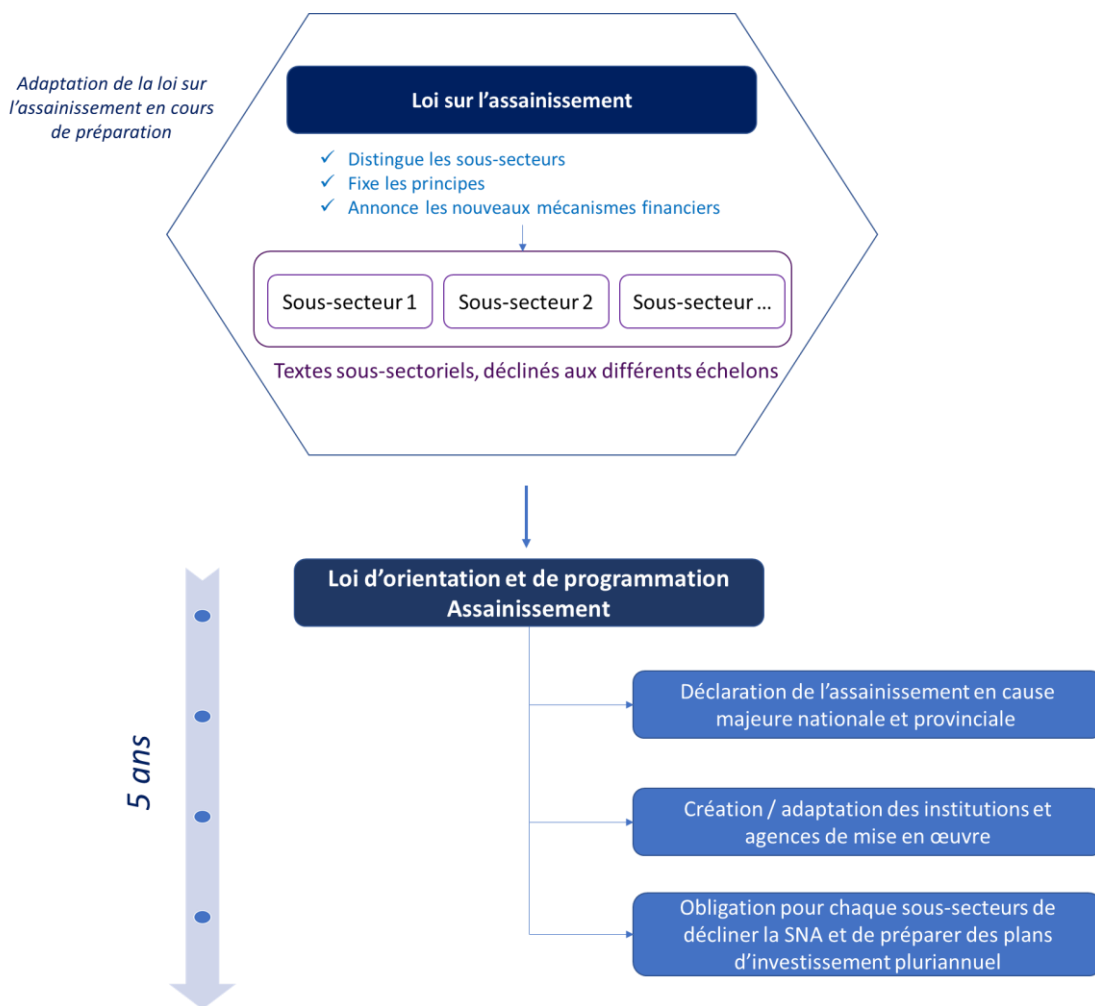 Adaptation de la loi sur
l'assainissement en cours
de préparation
Loi sur l'assainissement
✓ Distingue les sous-secteurs
✓ Fixe les principes
✓ Annonce les nouveaux mécanismes financiers
Sous-secteur 1
Sous-secteur 2
Sous-secteur ...
Textes sous-sectoriels, déclinés aux différents échelons
Loi d'orientation et de programmation
Assainissement
5 ans
Déclaration de l'assainissement en cause
majeure nationale et provinciale
Création / adaptation des institutions et
agences de mise en œuvre
Obligation pour chaque sous-secteurs de
décliner la SNA et de préparer des plans
d'investissement pluriannuel